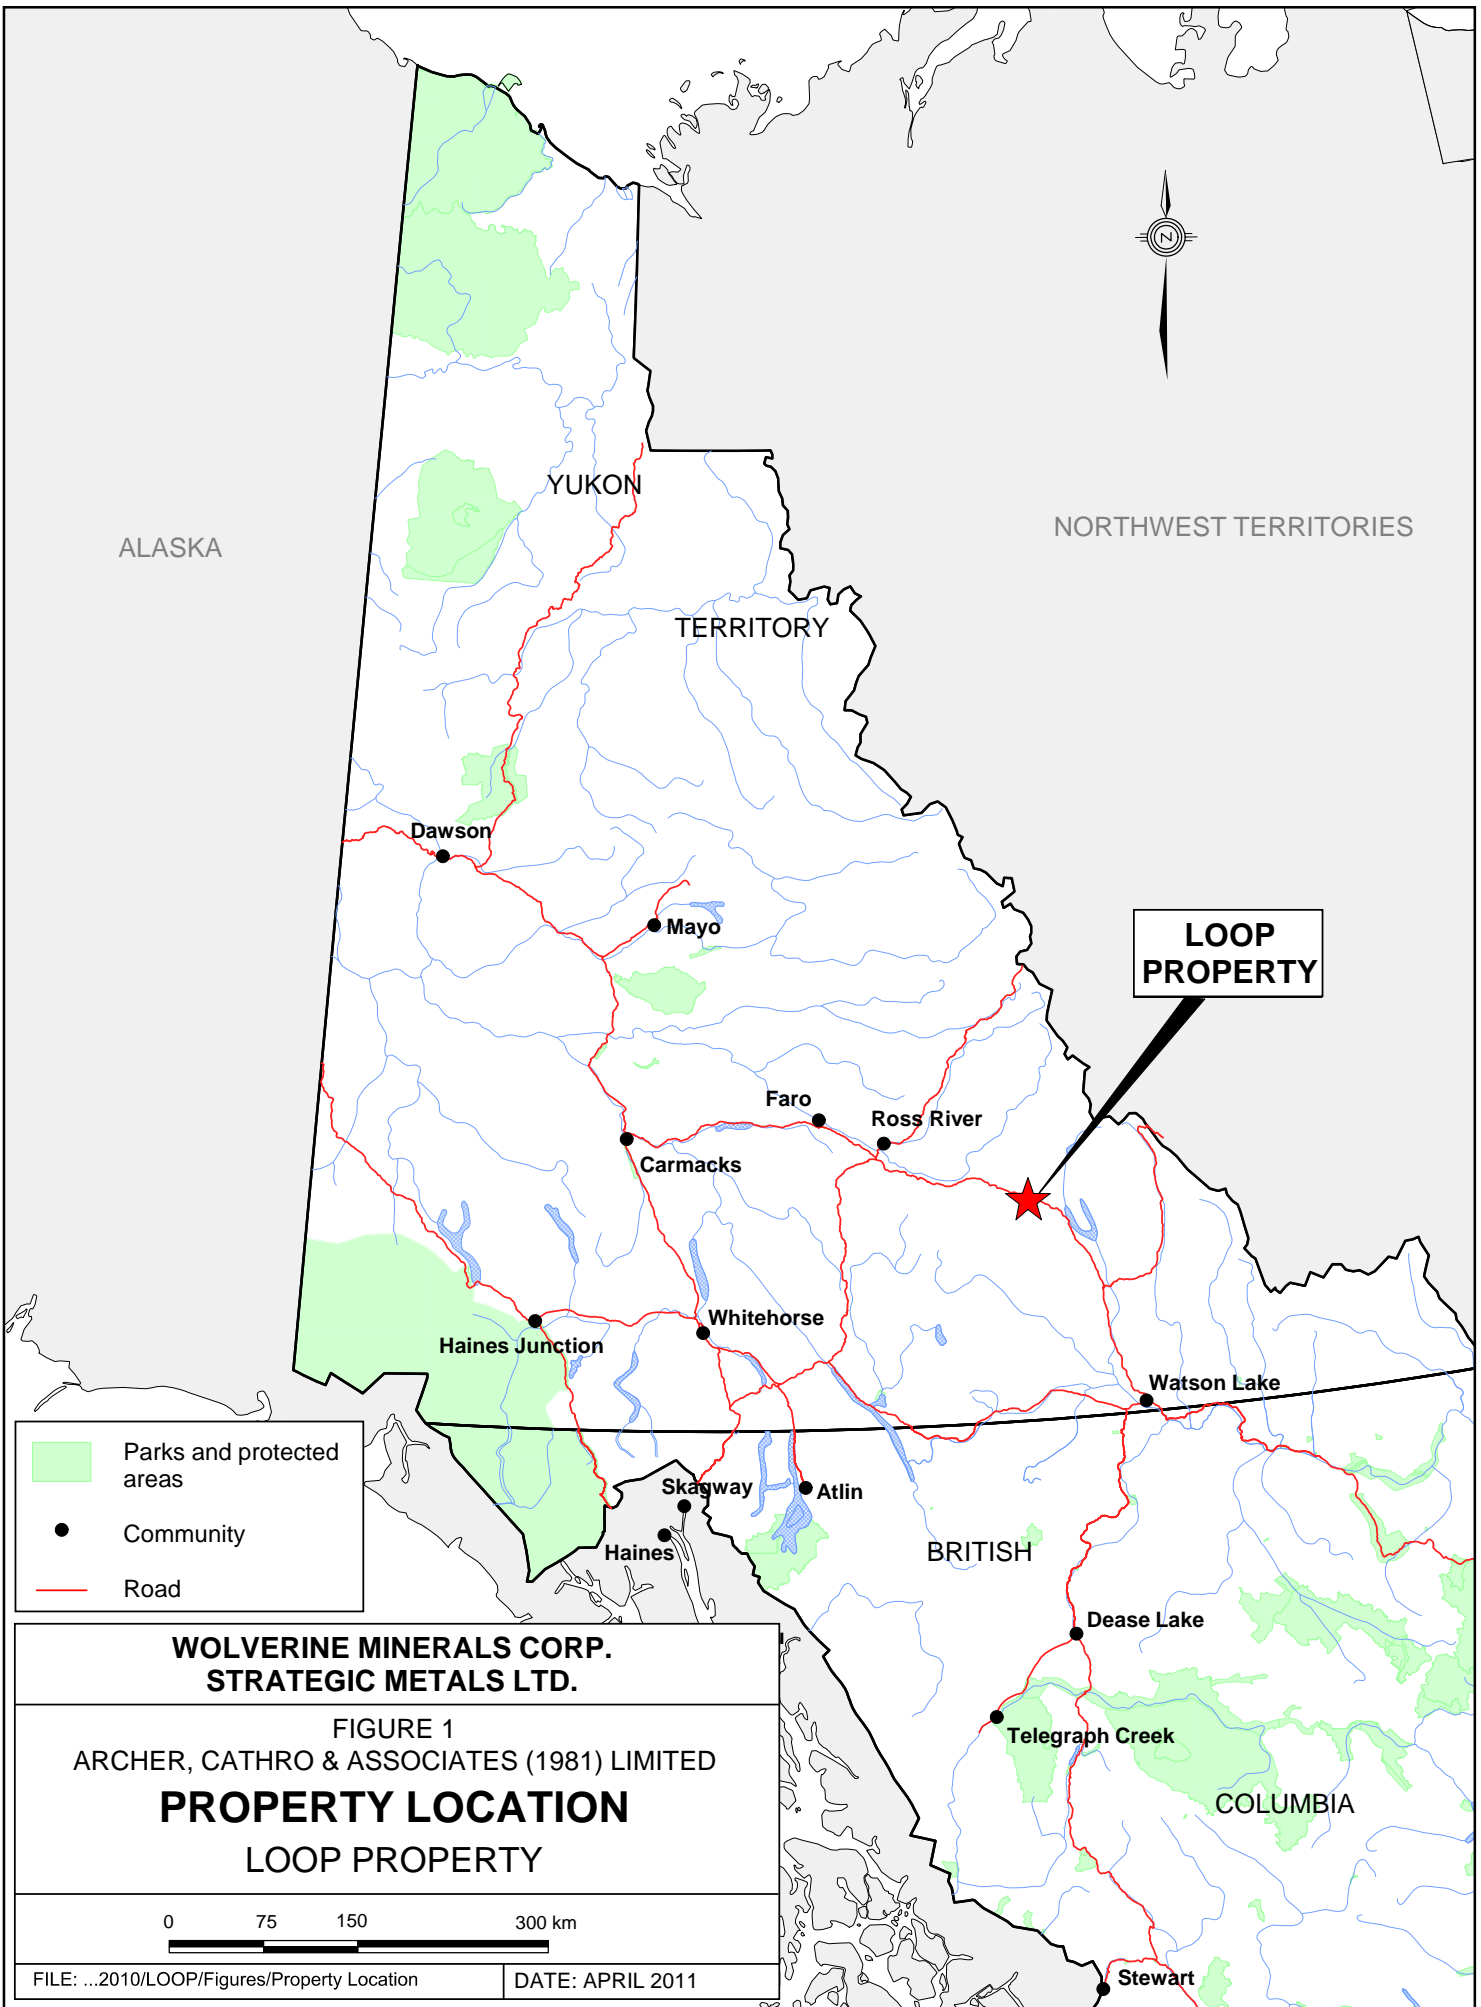 YUKON
ALASKA
NORTHWEST TERRITORIES
TERRITORY
N
Dawson
Mayo
LOOP
PROPERTY
Faro
Ross River
Carmacks
Whitehorse
Haines Junction
Watson Lake
Skagway
Atlin
Haines
BRITISH
Dease Lake
Telegraph Creek
COLUMBIA
Stewart
Parks and protected
areas
Community
Road
WOLVERINE MINERALS CORP.
STRATEGIC METALS LTD.
FIGURE 1
ARCHER, CATHRO & ASSOCIATES (1981) LIMITED
PROPERTY LOCATION
LOOP PROPERTY
0 75 150 300 km
FILE: ...2010/LOOP/Figures/Property Location
DATE: APRIL 2011